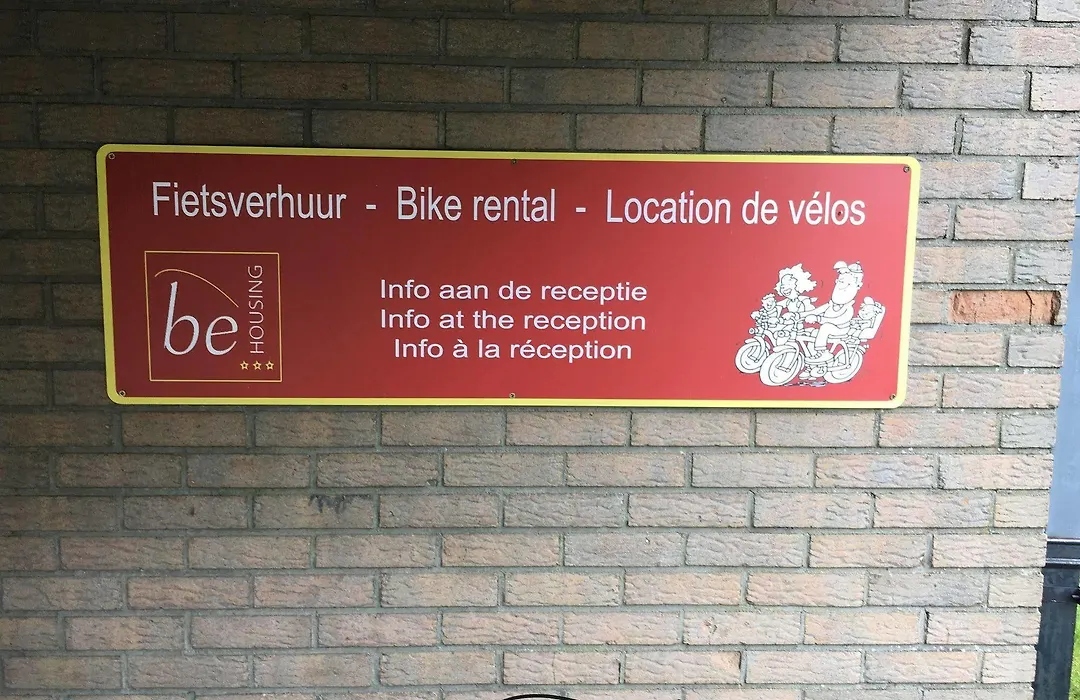 Fietsverhuur - Bike rental - Location de vélos
be
HOUSING
Info aan de receptie
Info at the reception
Info à la réception